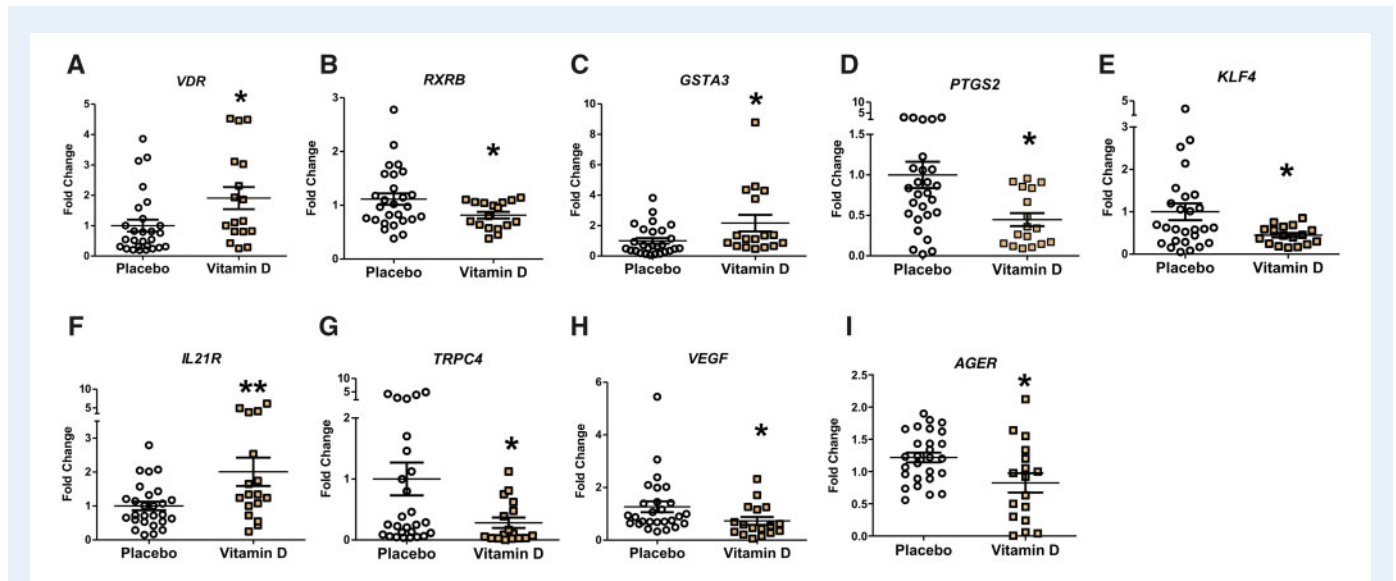 A
VDR
Fold Change
5
4
3
2
1
0
*
Placebo
Vitamin D
B
RXRB
Fold Change
3
2
1
0
*
Placebo
Vitamin D
C
GSTA3
Fold Change
10
8
6
4
2
0
*
Placebo
Vitamin D
D
PTGS2
Fold Change
10
5
1.5
1.0
0.5
0.0
*
Placebo
Vitamin D
E
KLF4
Fold Change
5
3
2
1
0
*
Placebo
Vitamin D
F
IL21R
Fold Change
10
5
2
1
0
**
Placebo
Vitamin D
G
TRPC4
Fold Change
10
5
2
1
0
*
Placebo
Vitamin D
H
VEGF
Fold Change
6
4
2
0
*
Placebo
Vitamin D
I
AGER
Fold Change
2.5
2.0
1.5
1.0
0.5
0.0
*
Placebo
Vitamin D